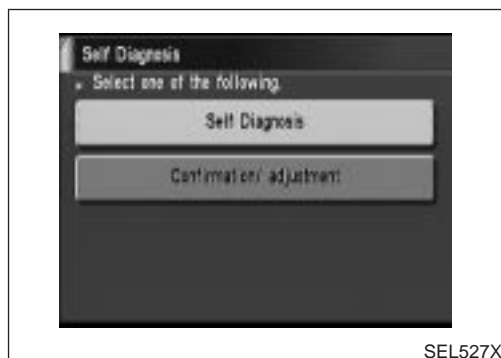 Self Diagnosis
Select one of the following.
Self Diagnosis
Confirmation/ adjustment
SEL527X